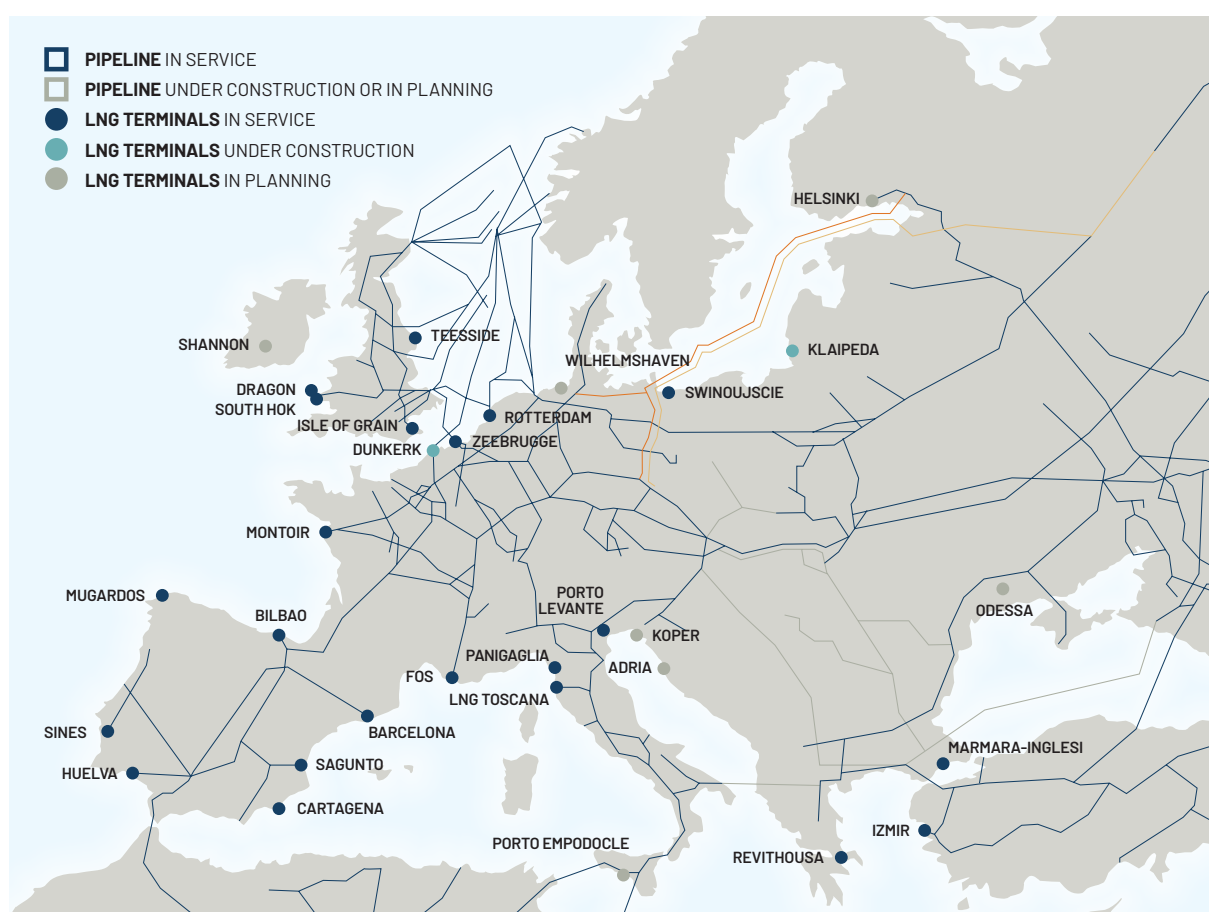 PIPELINE IN SERVICE
PIPELINE UNDER CONSTRUCTION OR IN PLANNING
LNG TERMINALS IN SERVICE
LNG TERMINALS UNDER CONSTRUCTION
LNG TERMINALS IN PLANNING
HELSINKI
TEESSIDE
SHANNON
KLAIPEDA
WILHELMSHAVEN
DRAGON
SOUTH HOK
SWINOUJSCIE
ISLE OF GRAIN
ROTTERDAM
DUNKERK
ZEEBRUGGE
MONTOIR
MUGARDOS
BILBAO
PORTO
LEVANTE
ODESSA
KOPER
PANIGAGLIA
ADRIA
FOS
LNG TOSCANA
SINES
BARCELONA
MARMARA-INGLESI
SAGUNTO
HUELVA
CARTAGENA
IZMIR
PORTO EMPODOCLE
REVITHOUSA